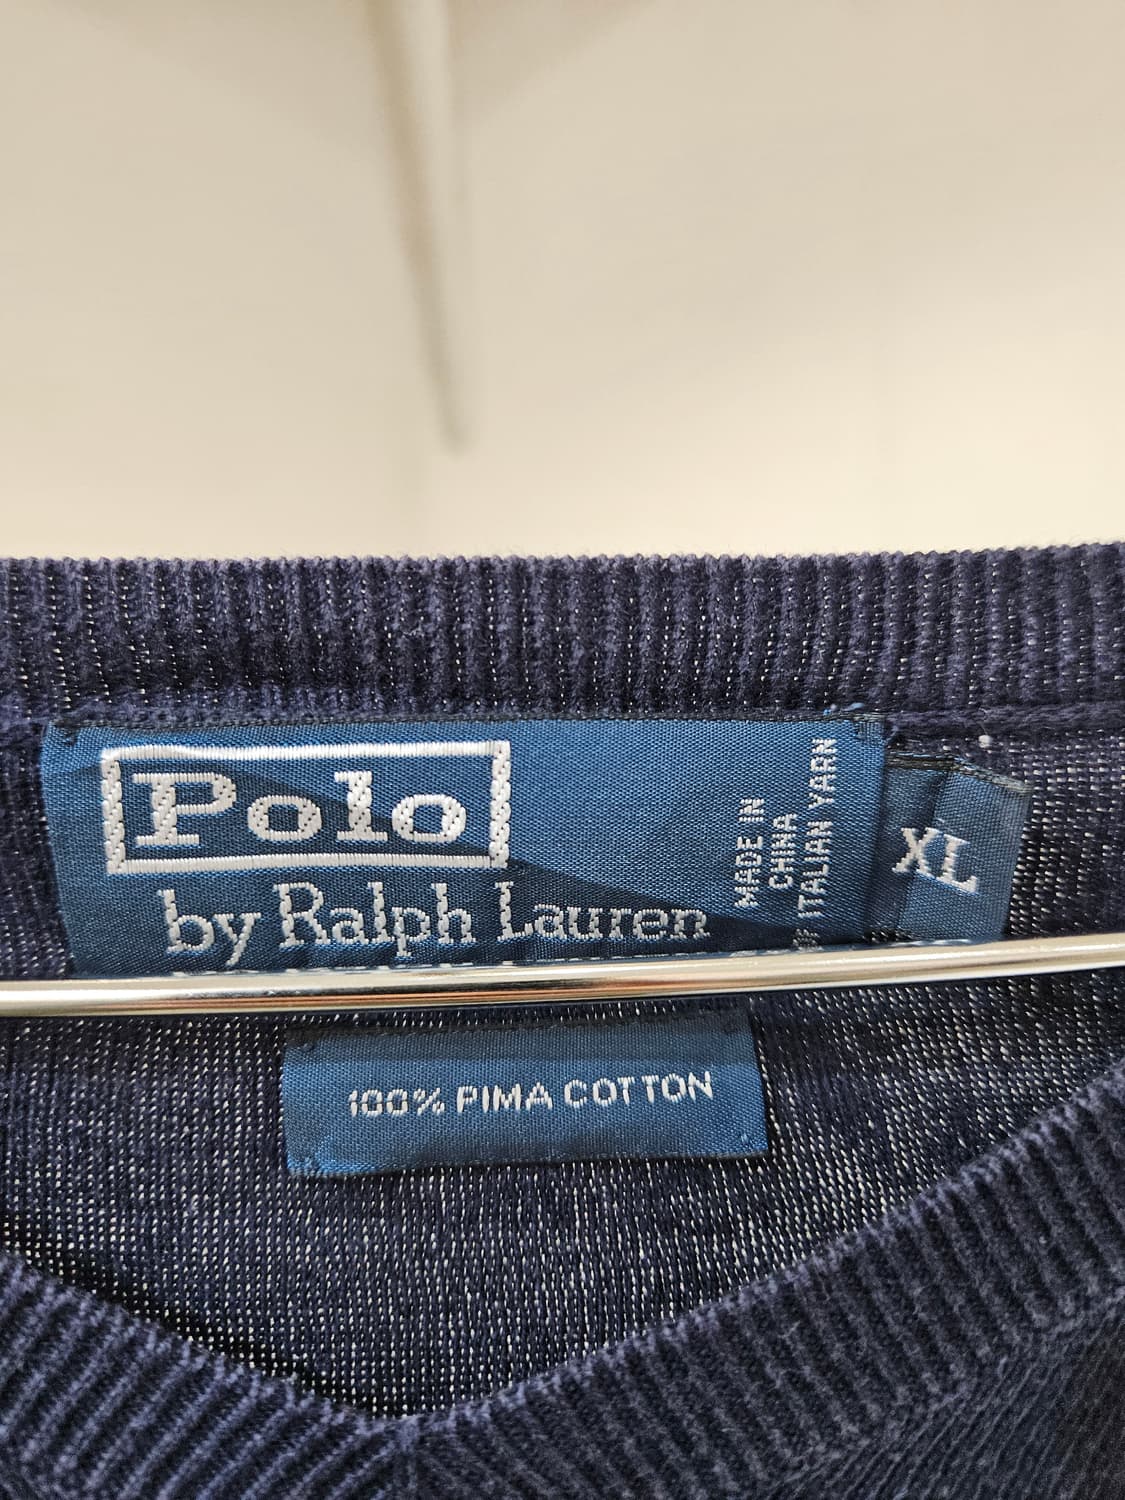 Polo
by Ralph Lauren
MADE IN
CHINA
ITALIAN YARN
XL
100% PIMA COTTON